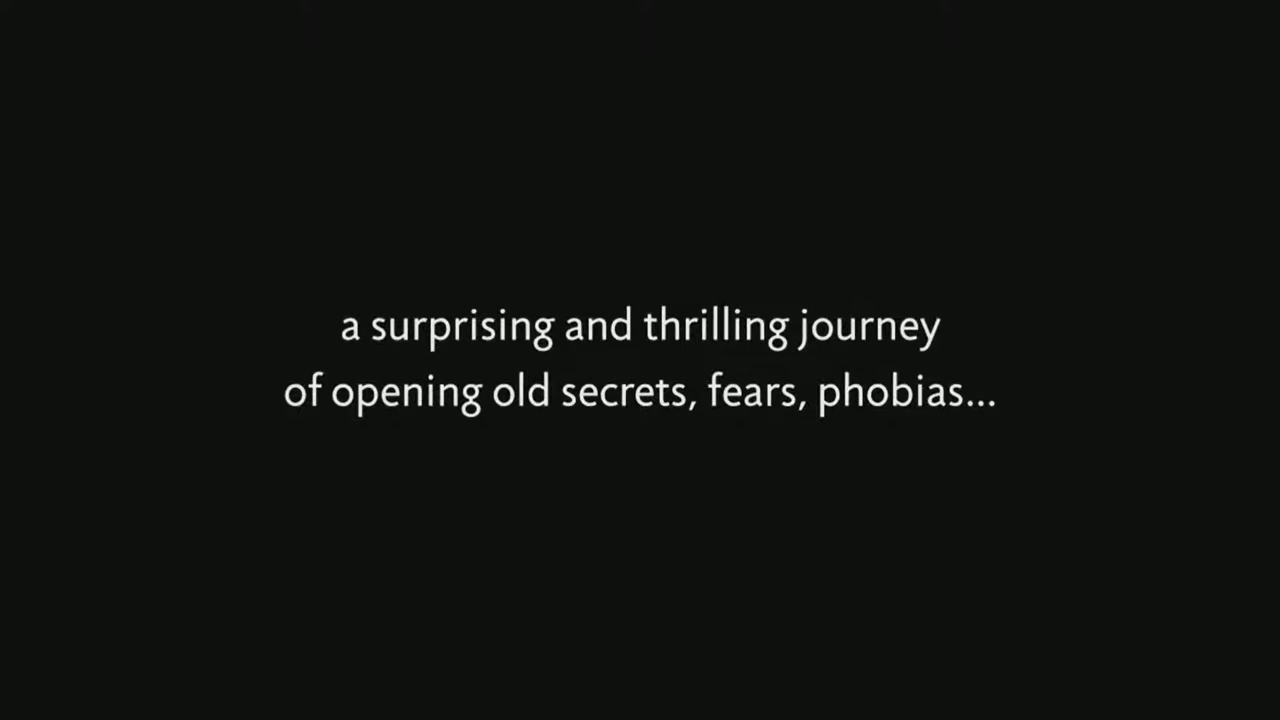 a surprising and thrilling journey
of opening old secrets, fears, phobias...